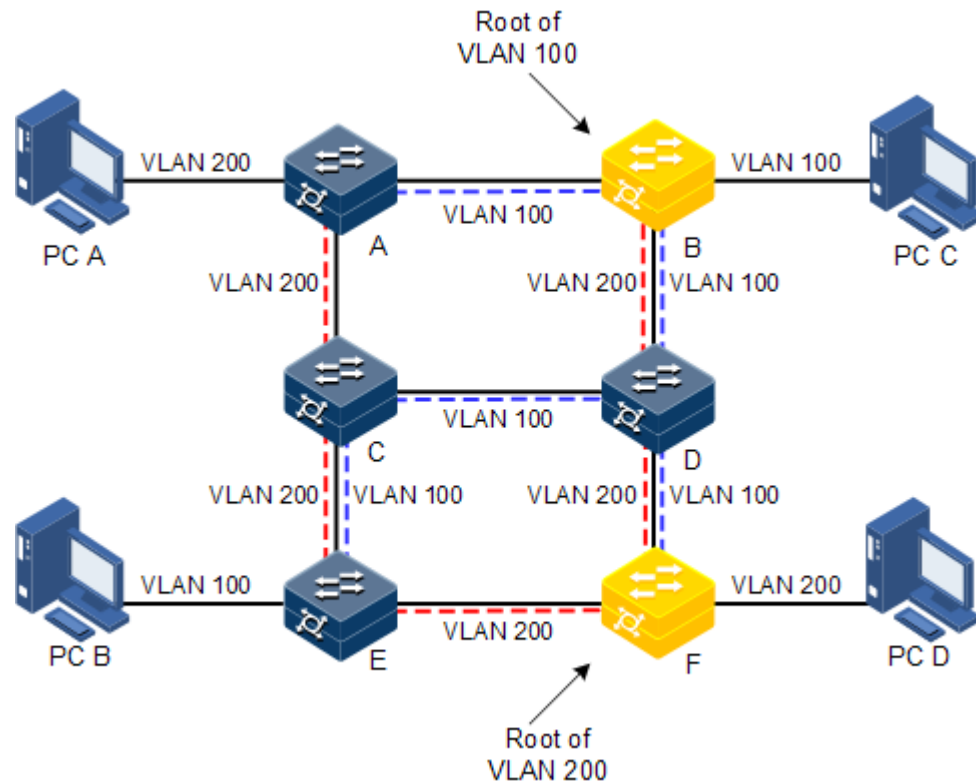 Root of
VLAN 100
VLAN 200
VLAN 100
PC A
A
VLAN 100
B
PC C
VLAN 200
VLAN 200
VLAN 100
C
VLAN 100
D
VLAN 200
VLAN 100
VLAN 200
VLAN 100
VLAN 100
VLAN 200
PC B
E
VLAN 200
F
PC D
Root of
VLAN 200